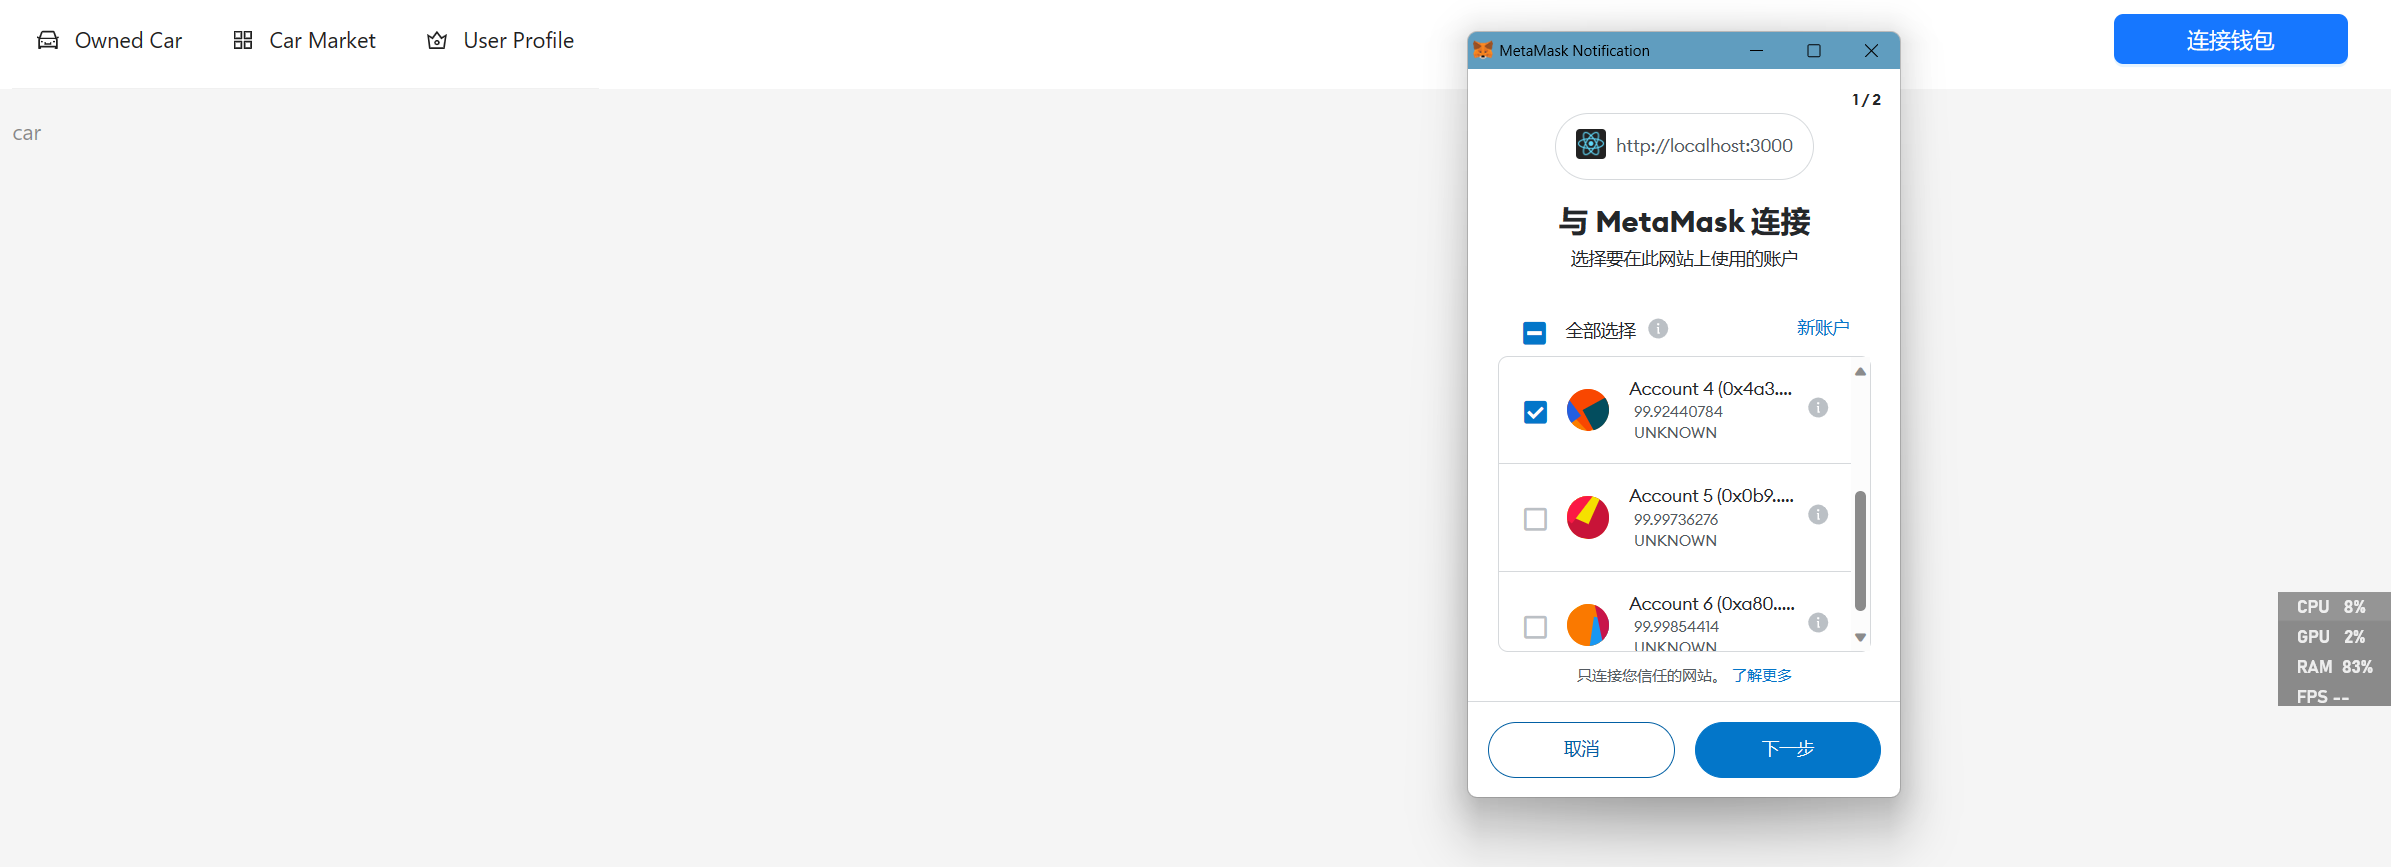 Owned Car
Car Market
User Profile
连接钱包
car
MetaMask Notification
1 / 2
http://localhost:3000
与 MetaMask 连接
选择要在此网站上使用的账户
全部选择
新账户
Account 4 (0x4a3....
99.92440784
UNKNOWN
Account 5 (0x0b9.....
99.99736276
UNKNOWN
Account 6 (0xa80.....
99.99854414
UNKNOWN
只连接您信任的网站。 了解更多
取消
下一步
CPU 8%
GPU 2%
RAM 83%
FPS --